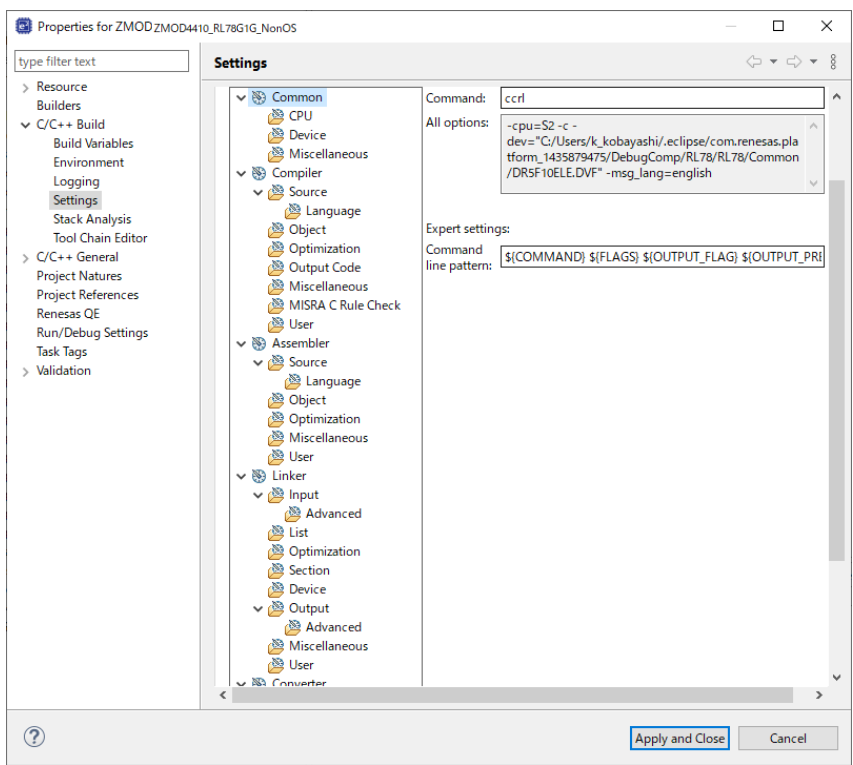 Properties for ZMOD ZMOD4410_RL78G1G_NonOS
type filter text
Resource
Builders
C/C++ Build
Build Variables
Environment
Logging
Settings
Stack Analysis
Tool Chain Editor
C/C++ General
Project Natures
Project References
Renesas QE
Run/Debug Settings
Task Tags
Validation
Settings
Common
CPU
Device
Miscellaneous
Compiler
Source
Language
Object
Optimization
Output Code
Miscellaneous
MISRA C Rule Check
User
Assembler
Source
Language
Object
Optimization
Miscellaneous
User
Linker
Input
Advanced
List
Optimization
Section
Device
Output
Advanced
Miscellaneous
User
Converter
Command: ccrl
All options:
-cpu=S2 -c -
dev="C:/Users/k_kobayashi/.eclipse/com.renesas.pla
tform_1435879475/DebugComp/RL78/RL78/Common
/DR5F10ELE.DVF" -msg_lang=english
Expert settings:
Command
line pattern: ${COMMAND} ${FLAGS} ${OUTPUT_FLAG} ${OUTPUT_PRE
Apply and Close
Cancel